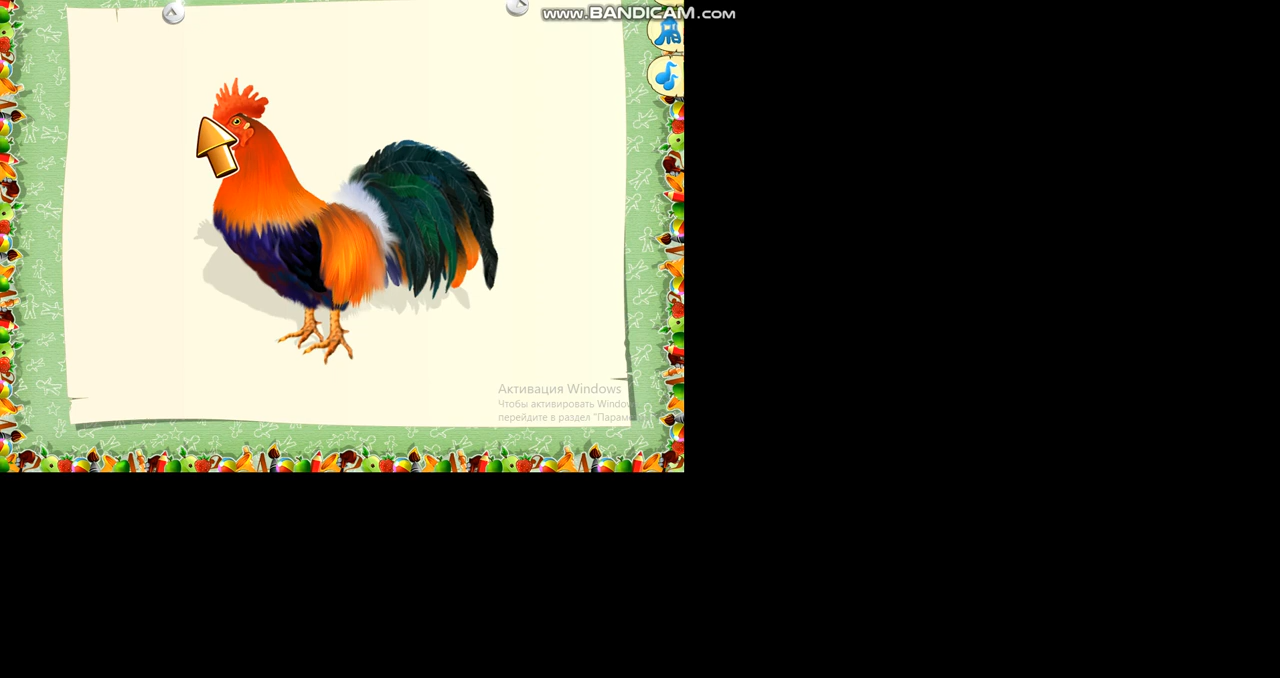 www.BANDICAM.com
Активация Windows
Чтобы активировать Window
перейдите в раздел "Парам